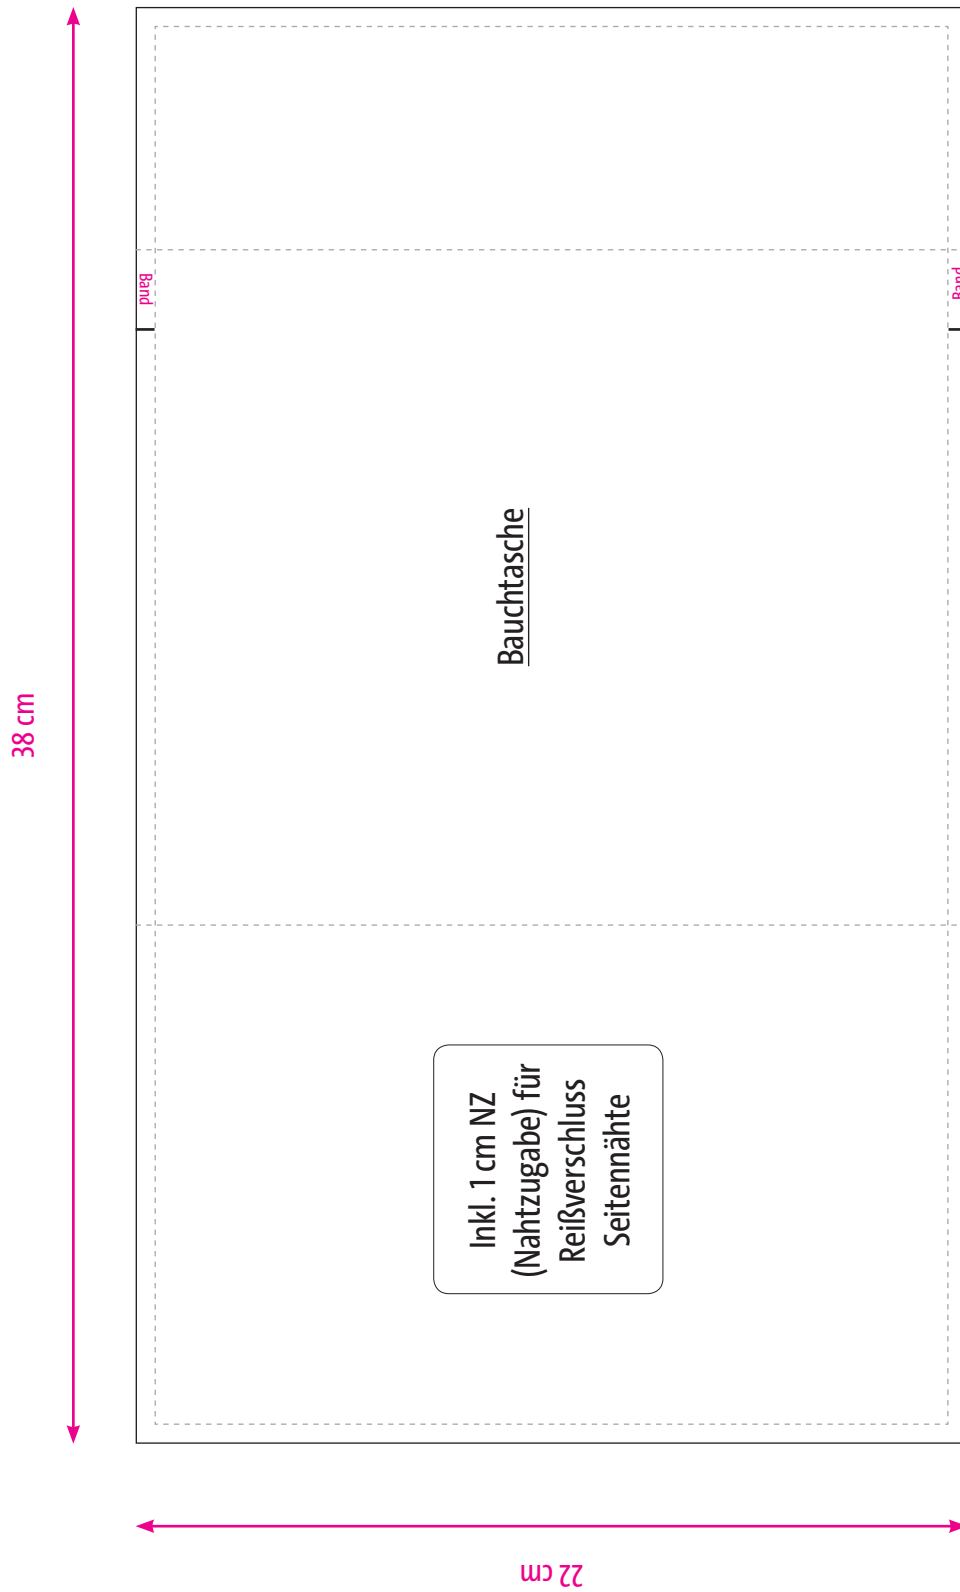 38 cm
Band
Band
Bauchtasche
Inkl. 1 cm NZ
(Nahtzugabe) für
Reißverschluss
Seitennähte
22 cm